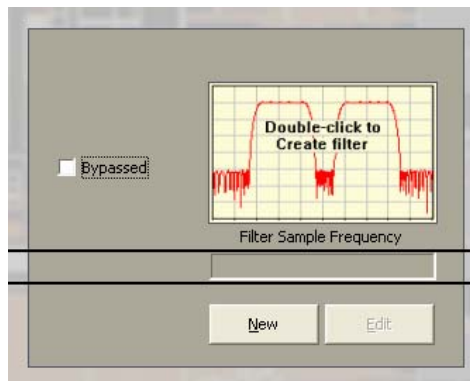 Double-click to
Create filter
Bypassed
Filter Sample Frequency
New
Edit